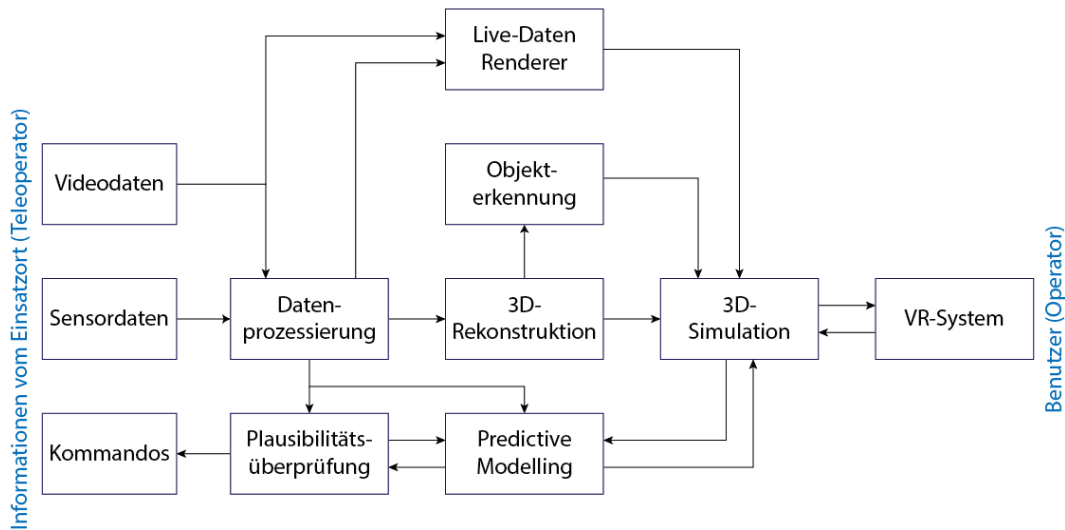 Informationen vom Einsatzort (Teleoperator)
Live-Daten
Renderer
Videodaten
Objekt-
erkennung
Sensordaten
Daten-
prozessierung
3D-
Rekonstruktion
3D-
Simulation
VR-System
Kommandos
Plausibilitäts-
überprüfung
Predictive
Modelling
Benutzer (Operator)